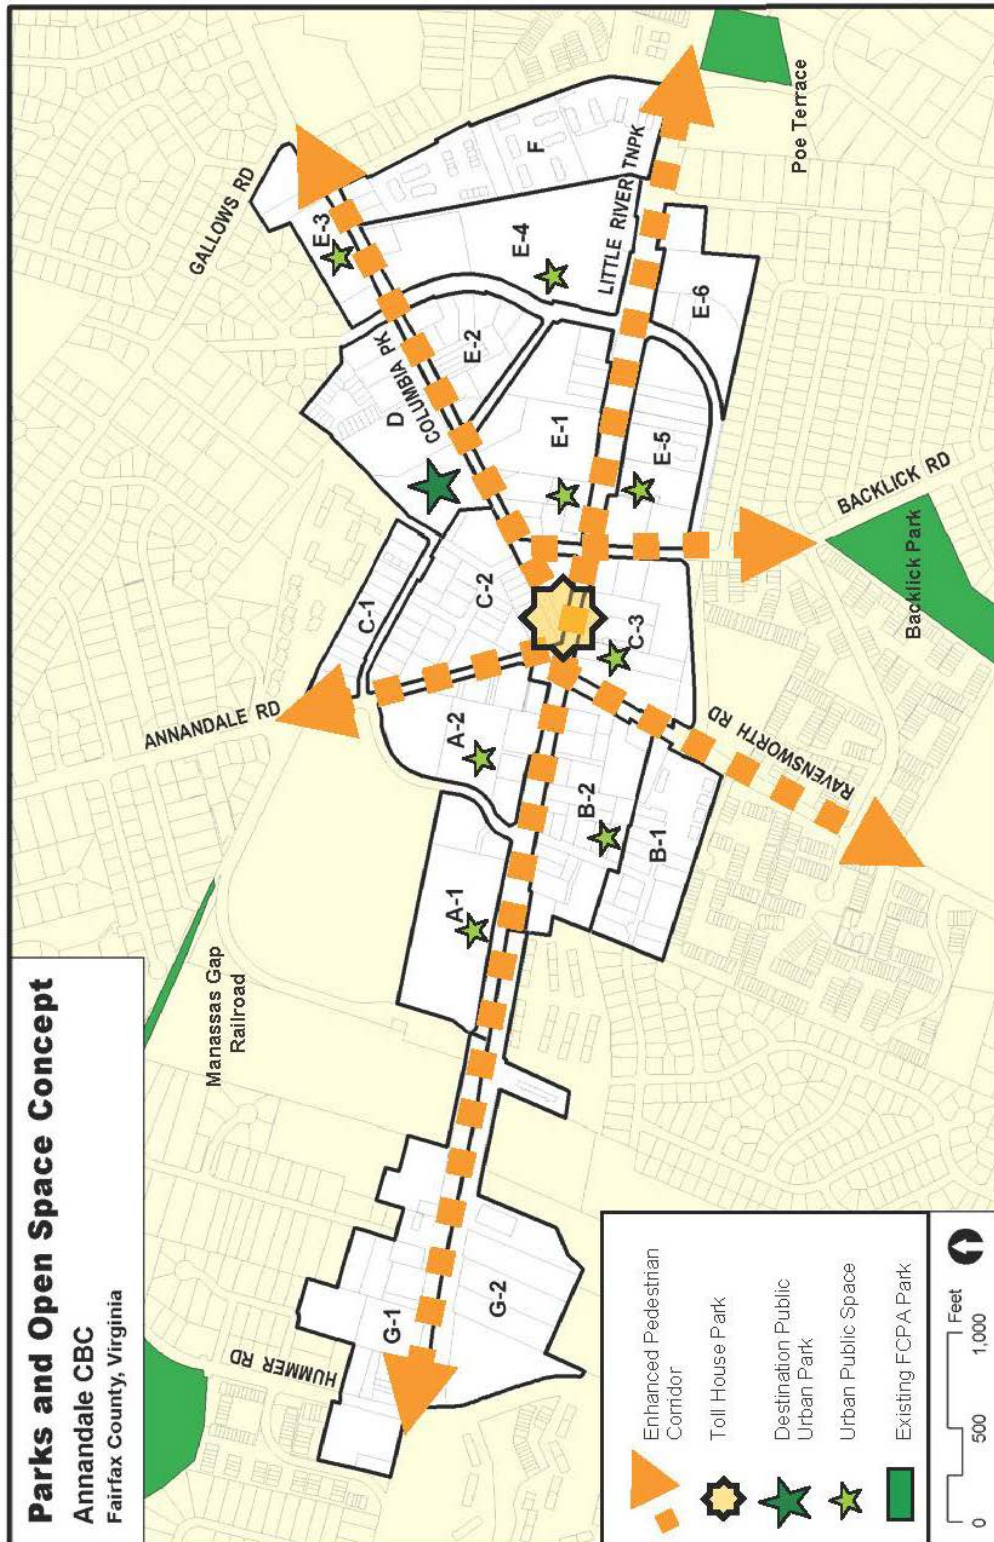 Parks and Open Space Concept
Annandale CBC
Fairfax County, Virginia
HUMMER RD
Manassas Gap
Railroad
ANNANDALE RD
GALLOWS RD
COLUMBIA PK
LITTLE RIVER TNPK
BACKLICK RD
RAVENSWORTH RD
Backlick Park
Poe Terrace
G-1
G-2
A-1
A-2
B-1
B-2
C-1
C-2
C-3
D
E-1
E-2
E-3
E-4
E-5
E-6
F
Enhanced Pedestrian
Corridor
Toll House Park
Destination Public
Urban Park
Urban Public Space
Existing FCPA Park
0 500 1,000
Feet